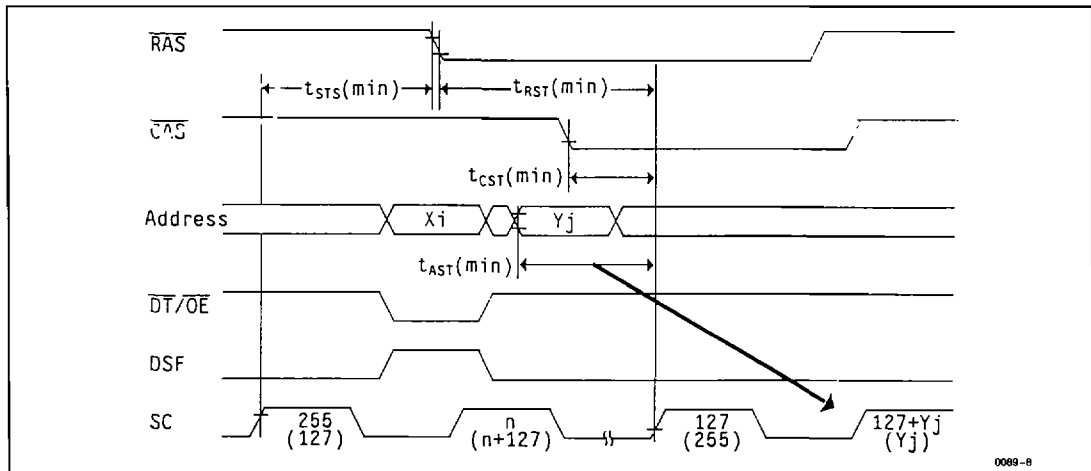 RAS
tSTS(min)
tRST(min)
CAS
tCST(min)
Address
Xi
Yj
tAST(min)
DT/OE
DSF
SC
255
(127)
n
(n+127)
127
(255)
127+Yj
(Yj)
0089-8